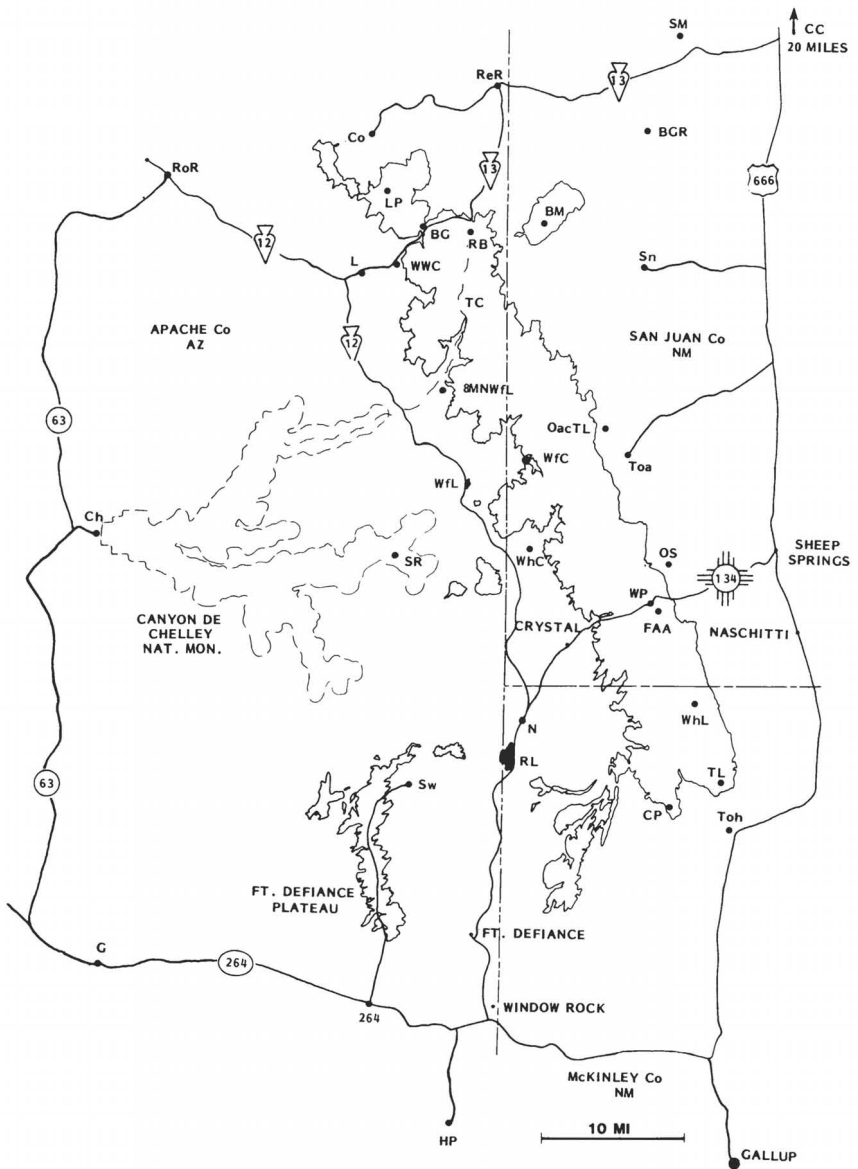 SM
CC
20 MILES
ReR
13
13
Co
BGR
RoR
666
LP
13
BM
BG
RB
12
L
WWC
Sn
TC
APACHE Co
AZ
12
SAN JUAN Co
NM
8MNWfL
63
OacTL
WfC
Toa
WfL
Ch
SR
WhC
OS
SHEEP
SPRINGS
134
WP
FAA
CANYON DE
CHELLEY
NAT. MON.
CRYSTAL
NASCHITTI
WhL
N
RL
63
Sw
TL
CP
Toh
FT. DEFIANCE
PLATEAU
FT. DEFIANCE
G
264
264
WINDOW ROCK
McKINLEY Co
NM
10 MI
HP
GALLUP